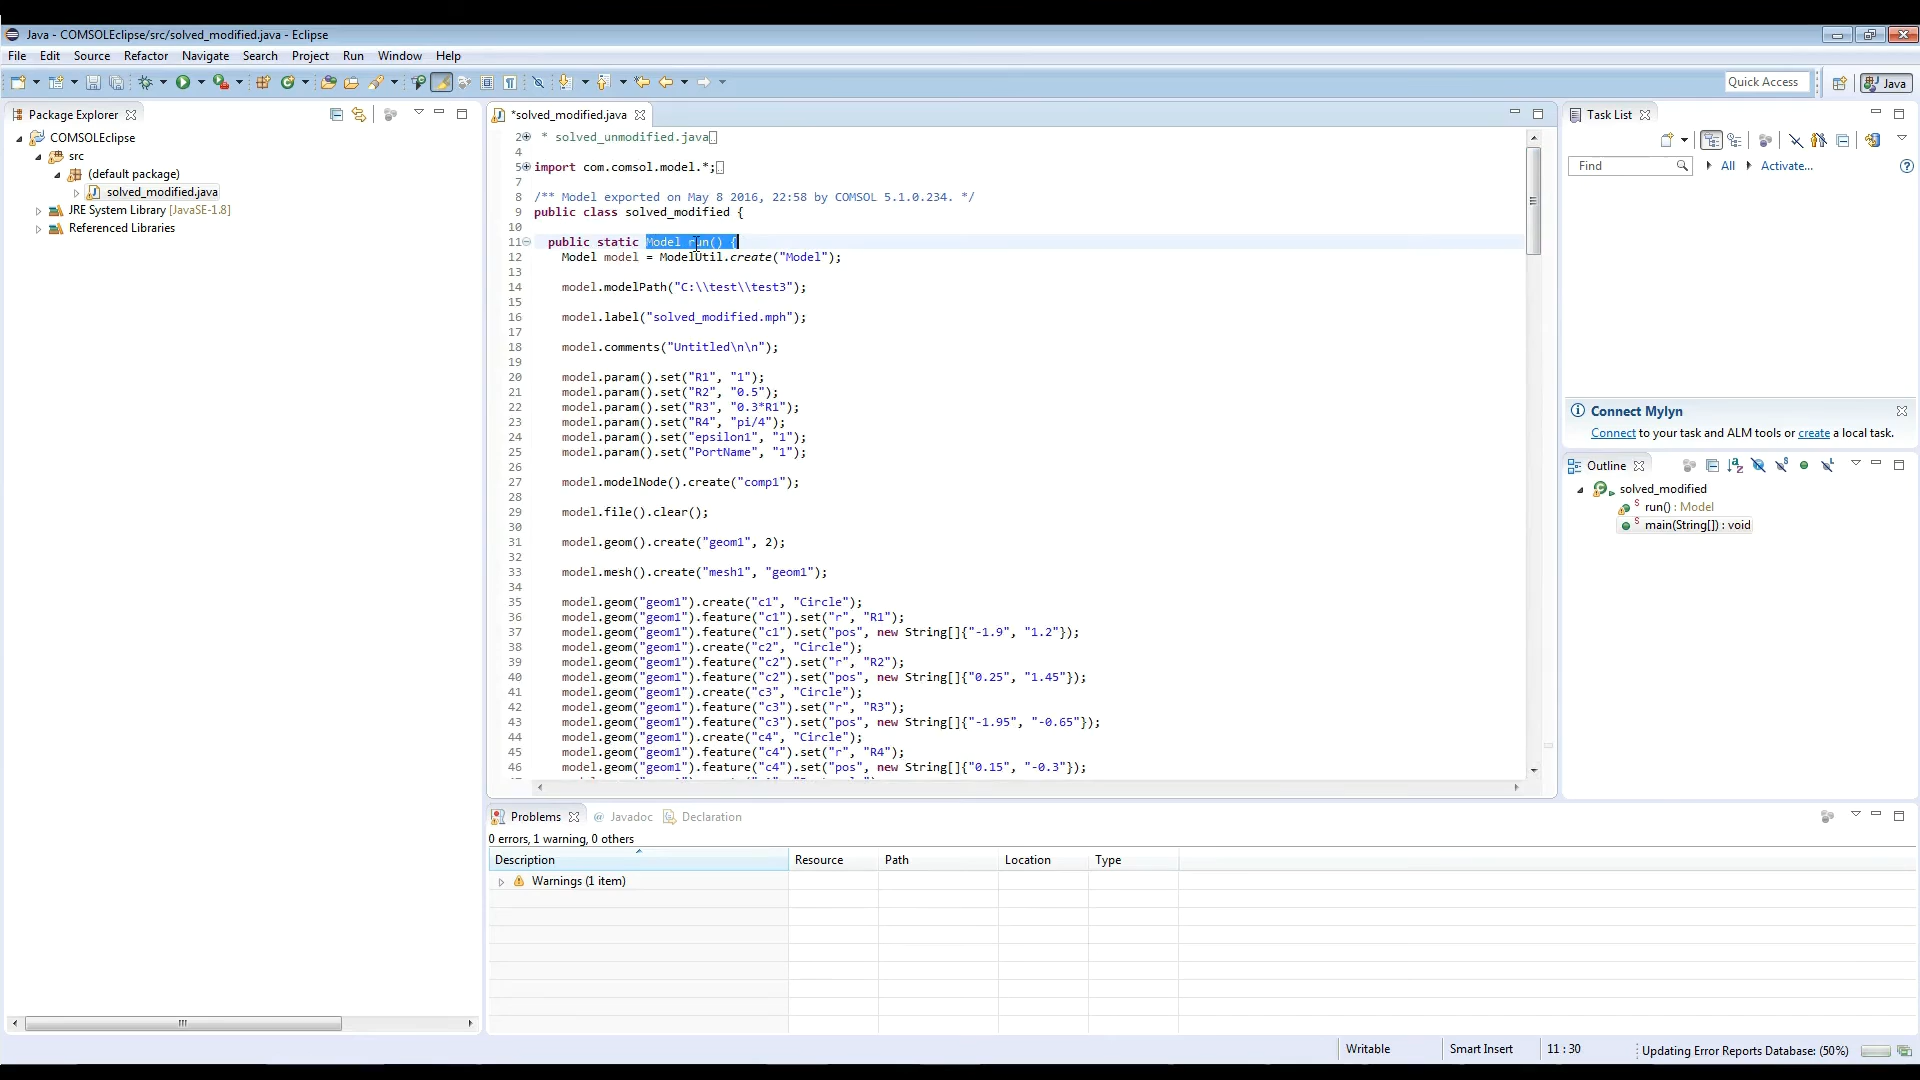 Java - COMSOLEclipse/src/solved_modified.java - Eclipse
File Edit Source Refactor Navigate Search Project Run Window Help
Quick Access Java
Package Explorer
COMSOLEclipse
src
(default package)
solved_modified.java
JRE System Library [JavaSE-1.8]
Referenced Libraries
*solved_modified.java
2 * solved_unmodified.java
4
5 import com.comsol.model.*;
7
8 /** Model exported on May 8 2016, 22:58 by COMSOL 5.1.0.234. */
9 public class solved_modified {
10
11 public static Model run() {
12 Model model = ModelUtil.create("Model");
13
14 model.modelPath("C:\\test\\test3");
15
16 model.label("solved_modified.mph");
17
18 model.comments("Untitled\n\n");
19
20 model.param().set("R1", "1");
21 model.param().set("R2", "0.5");
22 model.param().set("R3", "0.3*R1");
23 model.param().set("R4", "pi/4");
24 model.param().set("epsilon1", "1");
25 model.param().set("PortName", "1");
26
27 model.modelNode().create("comp1");
28
29 model.file().clear();
30
31 model.geom().create("geom1", 2);
32
33 model.mesh().create("mesh1", "geom1");
34
35 model.geom("geom1").create("c1", "Circle");
36 model.geom("geom1").feature("c1").set("r", "R1");
37 model.geom("geom1").feature("c1").set("pos", new String[]{"-1.9", "1.2"});
38 model.geom("geom1").create("c2", "Circle");
39 model.geom("geom1").feature("c2").set("r", "R2");
40 model.geom("geom1").feature("c2").set("pos", new String[]{"0.25", "1.45"});
41 model.geom("geom1").create("c3", "Circle");
42 model.geom("geom1").feature("c3").set("r", "R3");
43 model.geom("geom1").feature("c3").set("pos", new String[]{"-1.95", "-0.65"});
44 model.geom("geom1").create("c4", "Circle");
45 model.geom("geom1").feature("c4").set("r", "R4");
46 model.geom("geom1").feature("c4").set("pos", new String[]{"0.15", "-0.3"});
Task List
Find All Activate...
Connect Mylyn
Connect to your task and ALM tools or create a local task.
Outline
solved_modified
run() : Model
main(String[]) : void
Problems @ Javadoc Declaration
0 errors, 1 warning, 0 others
Description Resource Path Location Type
Warnings (1 item)
Writable Smart Insert 11 : 30 Updating Error Reports Database: (50%)